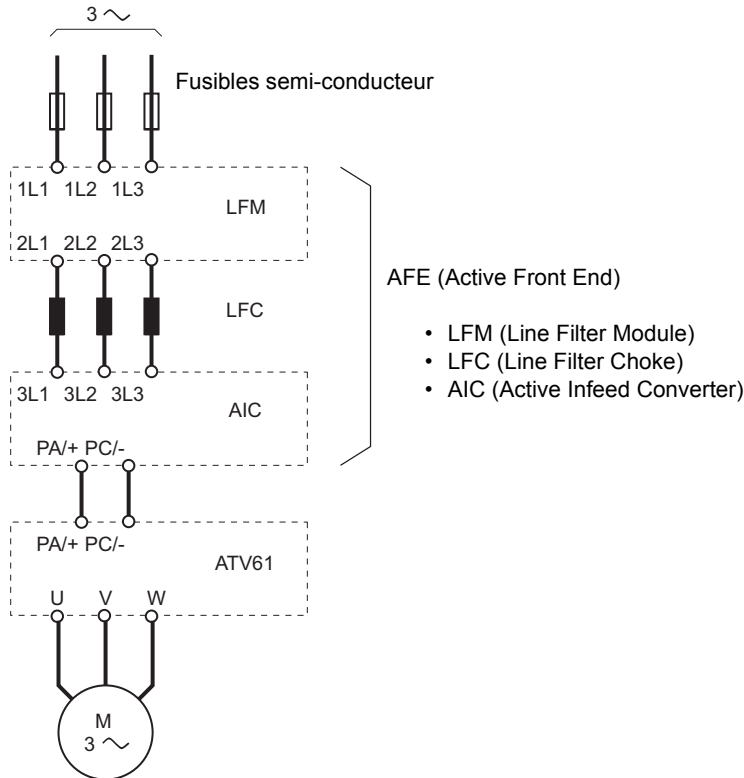 3
Fusibles semi-conducteur
1L1 1L2 1L3
LFM
2L1 2L2 2L3
LFC
AFE (Active Front End)
• LFM (Line Filter Module)
• LFC (Line Filter Choke)
• AIC (Active Infeed Converter)
3L1 3L2 3L3
AIC
PA/+ PC/-
PA/+ PC/-
ATV61
U V W
M
3